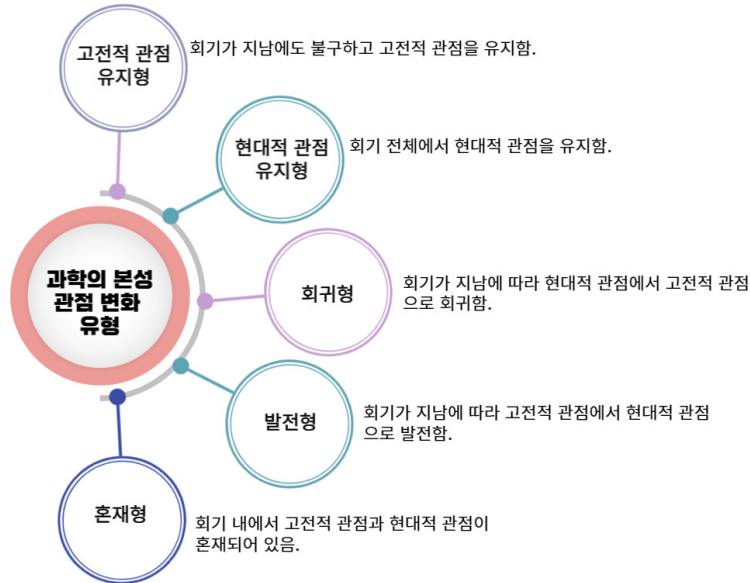 고전적 관점
유지형
회기가 지남에도 불구하고 고전적 관점을 유지함.
현대적 관점
유지형
회기 전체에서 현대적 관점을 유지함.
과학의 본성
관점 변화
유형
회귀형
회기가 지남에 따라 현대적 관점에서 고전적 관점
으로 회귀함.
발전형
회기가 지남에 따라 고전적 관점에서 현대적 관점
으로 발전함.
혼재형
회기 내에서 고전적 관점과 현대적 관점이
혼재되어 있음.